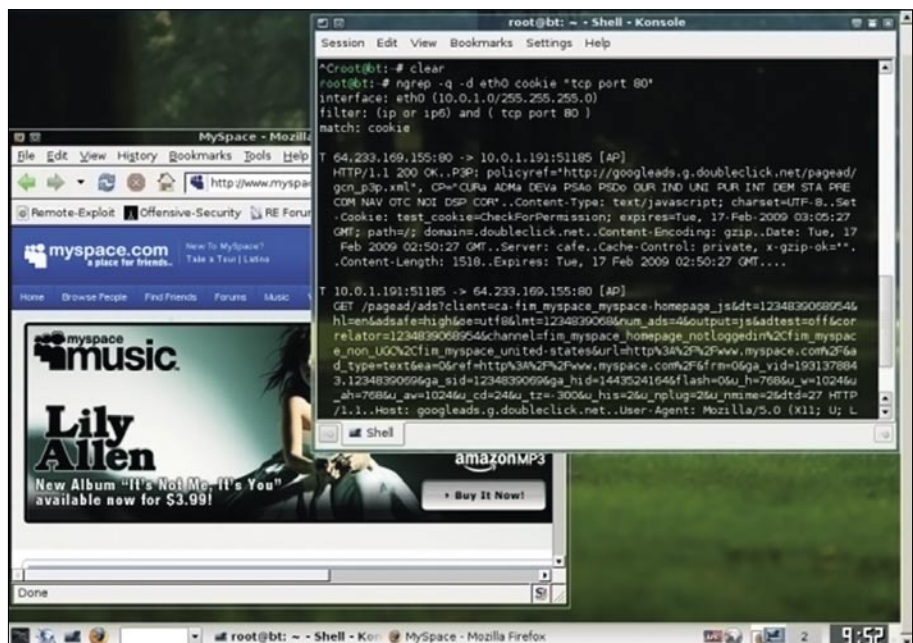 root@bt: ~ - Shell - Konsole
Session Edit View Bookmarks Settings Help
^Croot@bt:~# clear
root@bt:~# ngrep -q -d eth0 cookie "tcp port 80"
interface: eth0 (10.0.1.0/255.255.255.0)
filter: (ip or ip6) and ( tcp port 80 )
match: cookie
T 64.233.169.155:80 -> 10.0.1.191:51185 [AP]
HTTP/1.1 200 OK..P3P: policyref="http://googleads.g.doubleclick.net/pagead/
gcn_p3p.xml", CP="CURa ADMa DEVa PSAo PSDo OUR IND UNI PUR INT DEM STA PRE
COM NAV OTC NOI DSP COR"..Content-Type: text/javascript; charset=UTF-8..Set
-Cookie: test_cookie=CheckForPermission; expires=Tue, 17-Feb-2009 03:05:27
GMT; path=/; domain=.doubleclick.net..Content-Encoding: gzip..Date: Tue, 17
Feb 2009 02:50:27 GMT..Server: cafe..Cache-Control: private, x-gzip-ok="".
.Content-Length: 1518..Expires: Tue, 17 Feb 2009 02:50:27 GMT....
T 10.0.1.191:51185 -> 64.233.169.155:80 [AP]
GET /pagead/ads?client=ca-fim_myspace_myspace-homepage_js&dt=1234839068954&
hl=en&adsafe=high&oe=utf8&lmt=1234839068&num_ads=4&output=js&adtest=off&cor
relator=1234839068954&channel=fim_myspace_homepage_notloggedin%2Cfim_myspac
e_non_UGC%2Cfim_myspace_united-states&url=http%3A%2F%2Fwww.myspace.com%2F&a
d_type=text&ea=0&ref=http%3A%2F%2Fwww.myspace.com%2F&frm=0&ga_vid=193137884
3.1234839069&ga_sid=1234839069&ga_hid=1443524164&flash=0&u_h=768&u_w=1024&u
_ah=768&u_aw=1024&u_cd=24&u_tz=-300&u_his=2&u_nplug=2&u_nmime=2&dtd=27 HTTP
/1.1..Host: googleads.g.doubleclick.net..User-Agent: Mozilla/5.0 (X11; U; L
Shell
MySpace - Mozilla
File Edit View History Bookmarks Tools Help
http://www.myspa
Remote-Exploit Offensive-Security RE Forum
myspace.com
a place for friends.
New To MySpace?
Take a Tour | Latino
Home Browse People Find Friends Forums Music
myspace
music.
Lily
Allen
New Album "It's Not Me, It's You"
available now for $3.99!
amazonMP3
Buy It Now!
Done
root@bt: ~ - Shell - Kon
MySpace - Mozilla Firefox
2
9:52